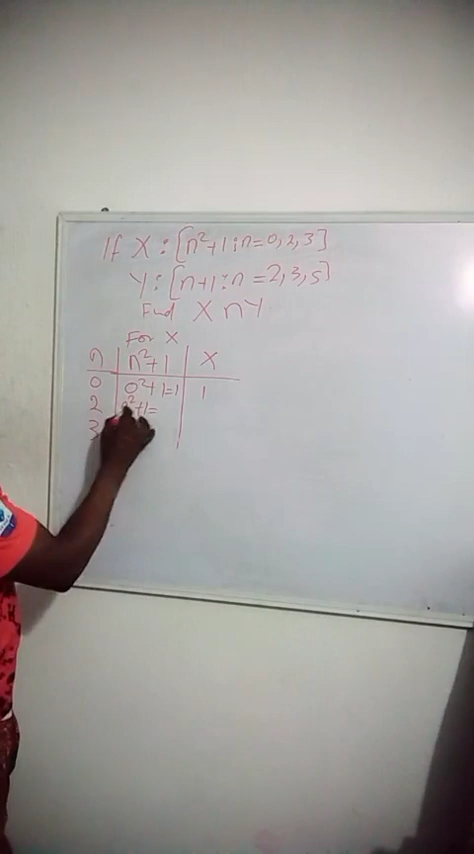 If X : [n²+1 : n = 0, 2, 3]
Y : [n+1 : n = 2, 3, 5]
Find X n Y
For X
n | n²+1 | X
0 | 0²+1=1 | 1
2 | ²+1=
3